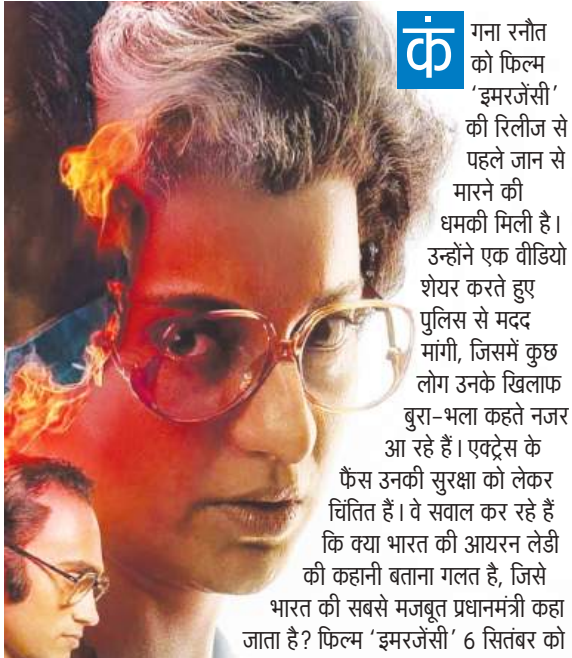 कंगना रनौत
को फिल्म
‘इमरजेंसी’
की रिलीज से
पहले जान से
मारने की
धमकी मिली है।
उन्होंने एक वीडियो
शेयर करते हुए
पुलिस से मदद
मांगी, जिसमें कुछ
लोग उनके खिलाफ
बुरा-भला कहते नजर
आ रहे हैं। एक्ट्रेस के
फैंस उनकी सुरक्षा को लेकर
चिंतित हैं। वे सवाल कर रहे हैं
कि क्या भारत की आयरन लेडी
की कहानी बताना गलत है, जिसे
भारत की सबसे मजबूत प्रधानमंत्री कहा
जाता है? फिल्म ‘इमरजेंसी’ 6 सितंबर को